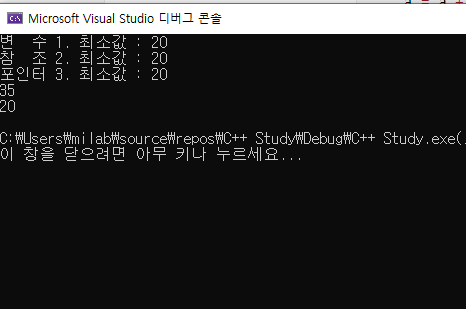 Microsoft Visual Studio 디버그 콘솔
변   수 1. 최소값 : 20
참   조 2. 최소값 : 20
포인터 3. 최소값 : 20
35
20
C:₩Users₩milab₩source₩repos₩C++ Study₩Debug₩C++ Study.exe(
이 창을 닫으려면 아무 키나 누르세요...